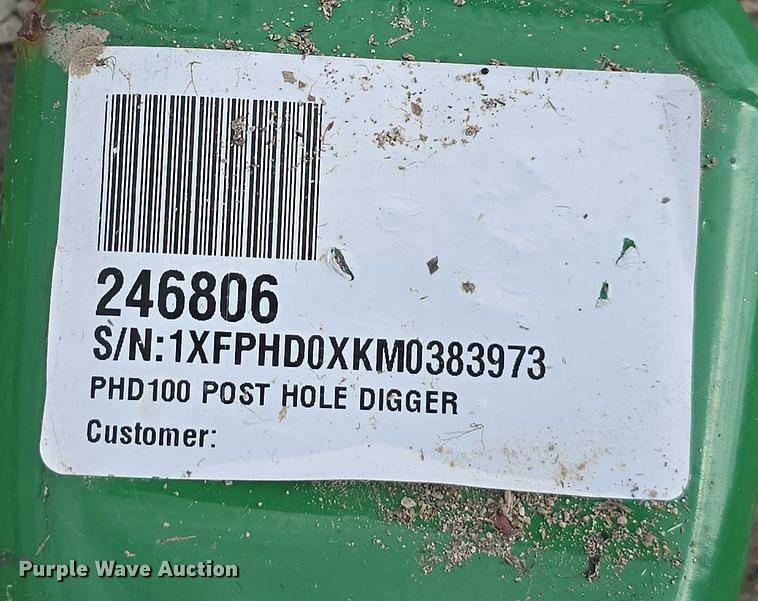 246806
S/N:1XFPHD0XKM0383973
PHD100 POST HOLE DIGGER
Customer:
Purple Wave Auction